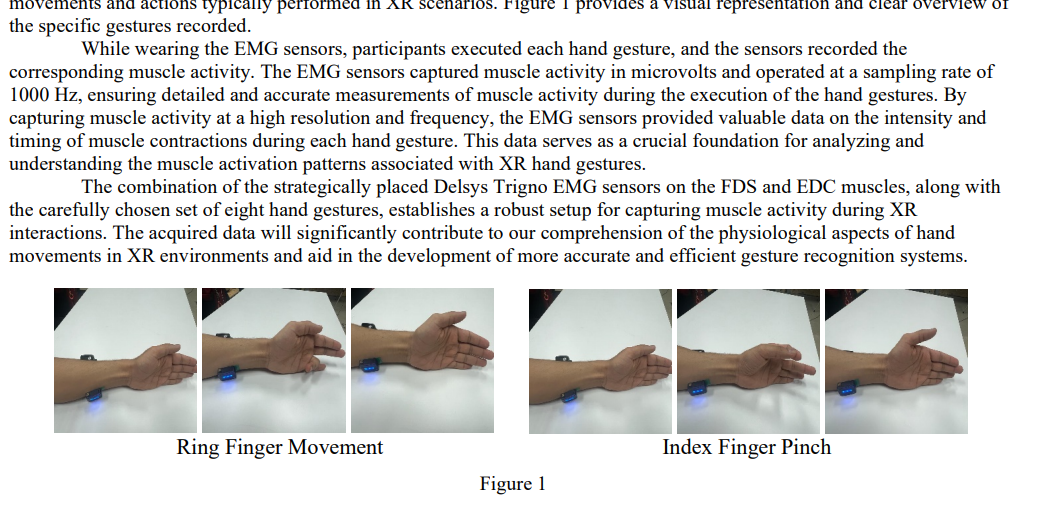 movements and actions typically performed in XR scenarios. Figure 1 provides a visual representation and clear overview of
the specific gestures recorded.
While wearing the EMG sensors, participants executed each hand gesture, and the sensors recorded the
corresponding muscle activity. The EMG sensors captured muscle activity in microvolts and operated at a sampling rate of
1000 Hz, ensuring detailed and accurate measurements of muscle activity during the execution of the hand gestures. By
capturing muscle activity at a high resolution and frequency, the EMG sensors provided valuable data on the intensity and
timing of muscle contractions during each hand gesture. This data serves as a crucial foundation for analyzing and
understanding the muscle activation patterns associated with XR hand gestures.
The combination of the strategically placed Delsys Trigno EMG sensors on the FDS and EDC muscles, along with
the carefully chosen set of eight hand gestures, establishes a robust setup for capturing muscle activity during XR
interactions. The acquired data will significantly contribute to our comprehension of the physiological aspects of hand
movements in XR environments and aid in the development of more accurate and efficient gesture recognition systems.
Ring Finger Movement
Index Finger Pinch
Figure 1